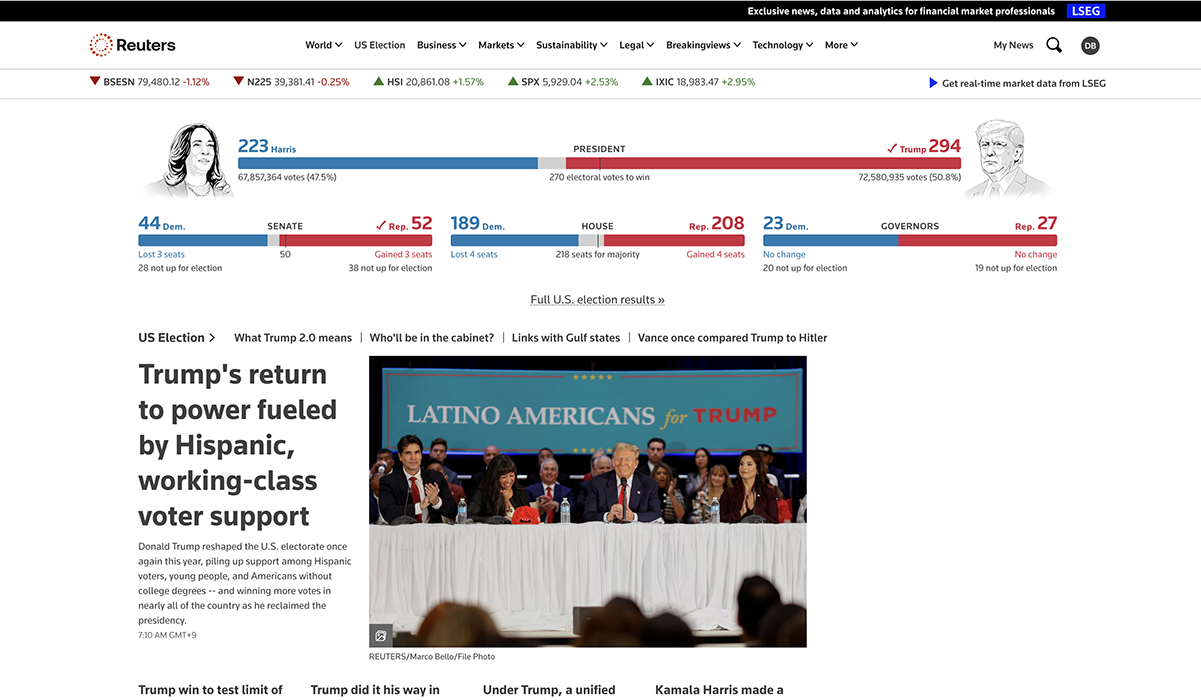 Exclusive news, data and analytics for financial market professionals LSEG
Reuters World US Election Business Markets Sustainability Legal Breakingviews Technology More My News DB
BSESN 79,480.12 -1.12% N225 39,381.41 -0.25% HSI 20,861.08 +1.57% SPX 5,929.04 +2.53% IXIC 18,983.47 +2.95% Get real-time market data from LSEG
223 Harris PRESIDENT Trump 294
67,857,364 votes (47.5%) 270 electoral votes to win 72,580,935 votes (50.8%)
44 Dem. SENATE Rep. 52
Lost 3 seats 50 Gained 3 seats
28 not up for election 38 not up for election
189 Dem. HOUSE Rep. 208
Lost 4 seats 218 seats for majority Gained 4 seats
23 Dem. GOVERNORS Rep. 27
No change No change
20 not up for election 19 not up for election
Full U.S. election results »
US Election What Trump 2.0 means | Who'll be in the cabinet? | Links with Gulf states | Vance once compared Trump to Hitler
Trump's return
to power fueled
by Hispanic,
working-class
voter support
Donald Trump reshaped the U.S. electorate once
again this year, piling up support among Hispanic
voters, young people, and Americans without
college degrees -- and winning more votes in
nearly all of the country as he reclaimed the
presidency.
7:10 AM GMT+9
LATINO AMERICANS for TRUMP
REUTERS/Marco Bello/File Photo
Trump win to test limit of Trump did it his way in Under Trump, a unified Kamala Harris made a